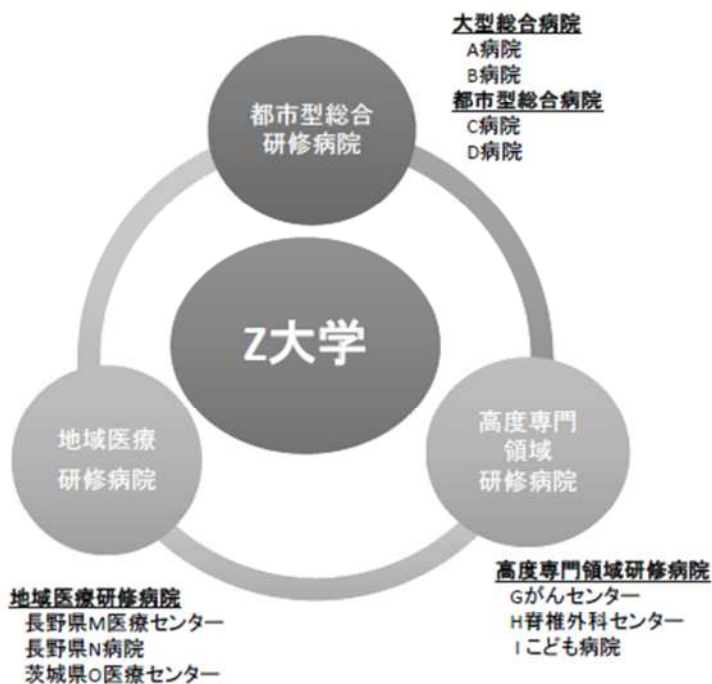 大型総合病院
A病院
B病院
都市型総合病院
C病院
D病院
都市型総合
研修病院
Z大学
地域医療
研修病院
高度専門
領域
研修病院
地域医療研修病院
長野県M医療センター
長野県N病院
茨城県O医療センター
高度専門領域研修病院
Gがんセンター
H脊椎外科センター
Iこども病院